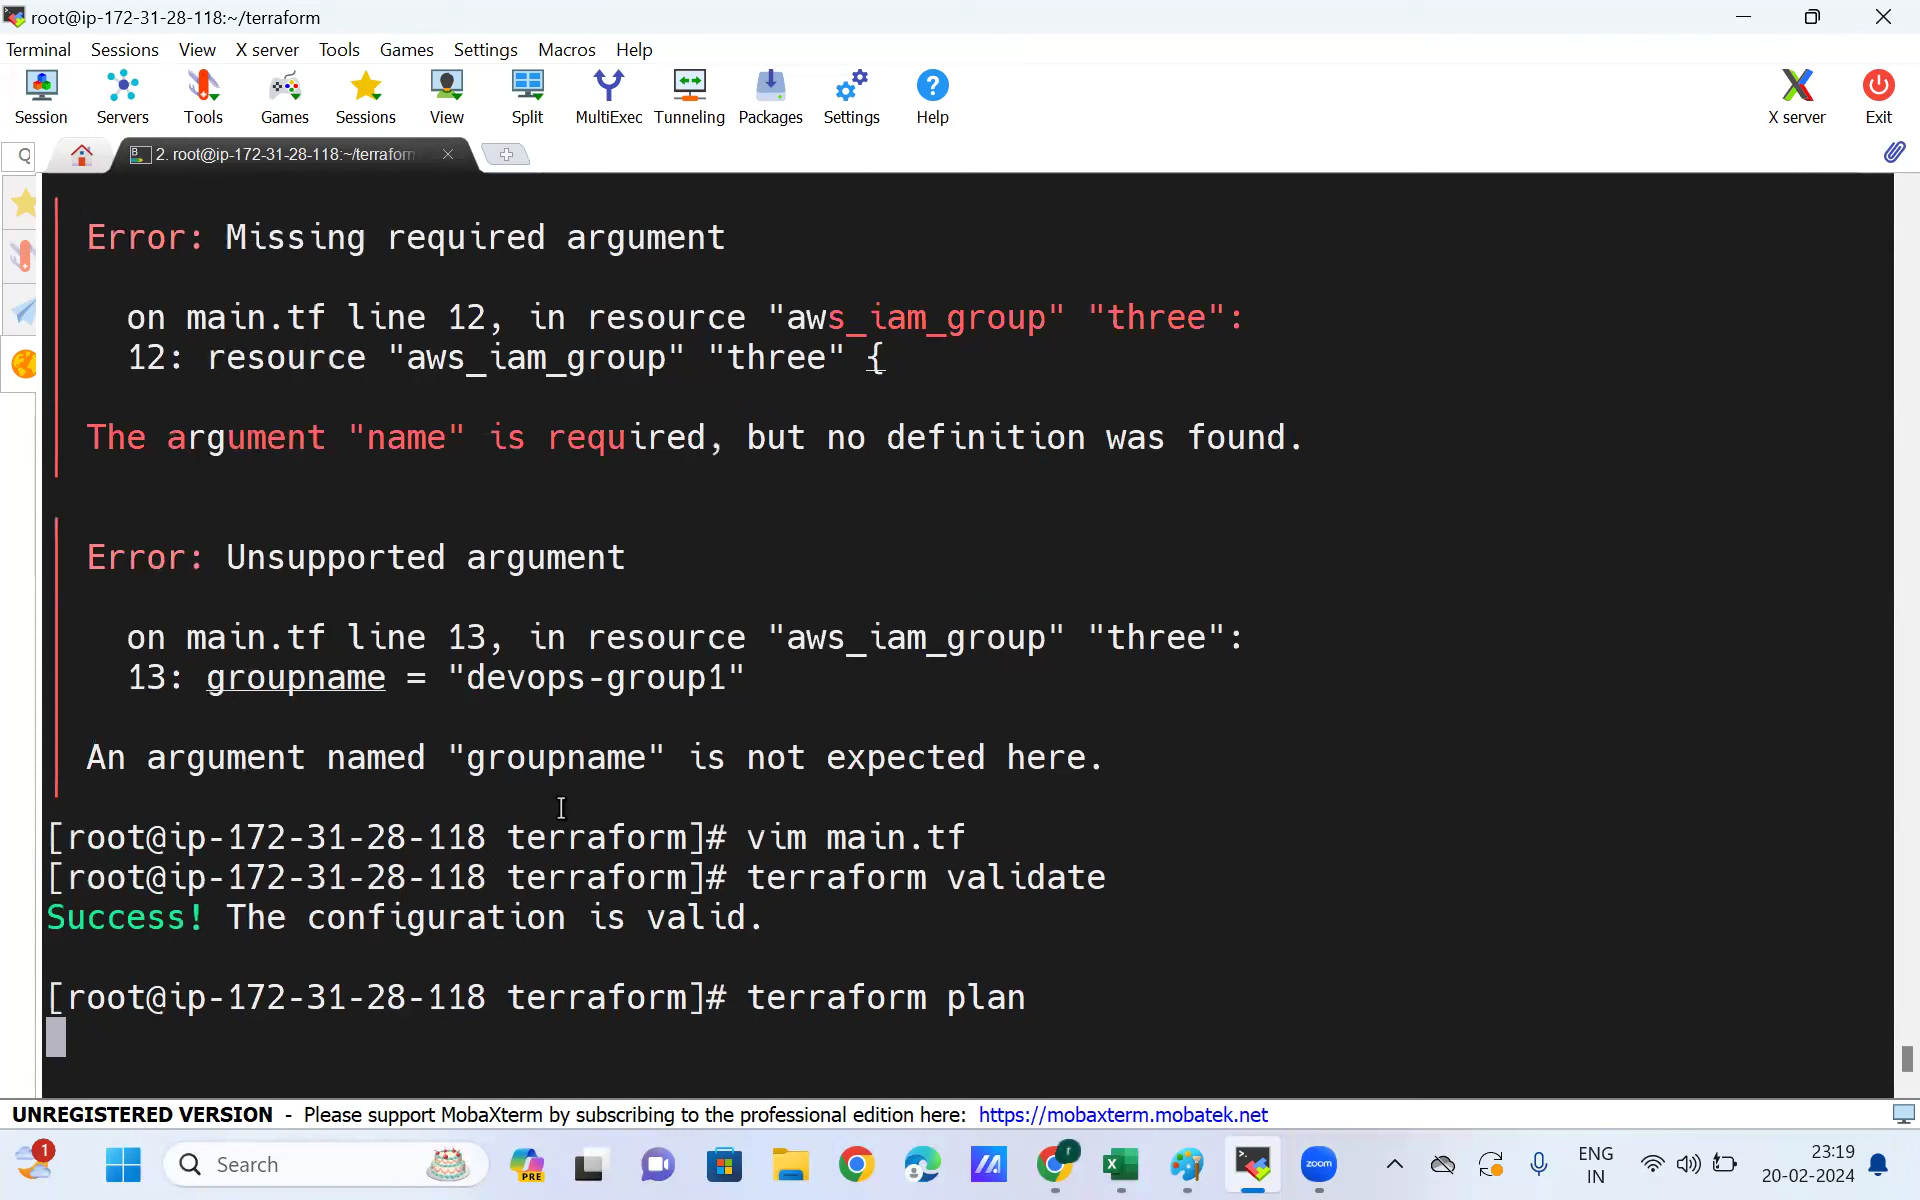 root@ip-172-31-28-118:~/terraform
Terminal Sessions View X server Tools Games Settings Macros Help
Session Servers Tools Games Sessions View Split MultiExec Tunneling Packages Settings Help X server Exit
2. root@ip-172-31-28-118:~/terraform
Error: Missing required argument
on main.tf line 12, in resource "aws_iam_group" "three":
12: resource "aws_iam_group" "three" {
The argument "name" is required, but no definition was found.
Error: Unsupported argument
on main.tf line 13, in resource "aws_iam_group" "three":
13: groupname = "devops-group1"
An argument named "groupname" is not expected here.
[root@ip-172-31-28-118 terraform]# vim main.tf
[root@ip-172-31-28-118 terraform]# terraform validate
Success! The configuration is valid.
[root@ip-172-31-28-118 terraform]# terraform plan
UNREGISTERED VERSION - Please support MobaXterm by subscribing to the professional edition here: https://mobaxterm.mobatek.net
1
Search
PRE
zoom
ENG
IN
23:19
20-02-2024